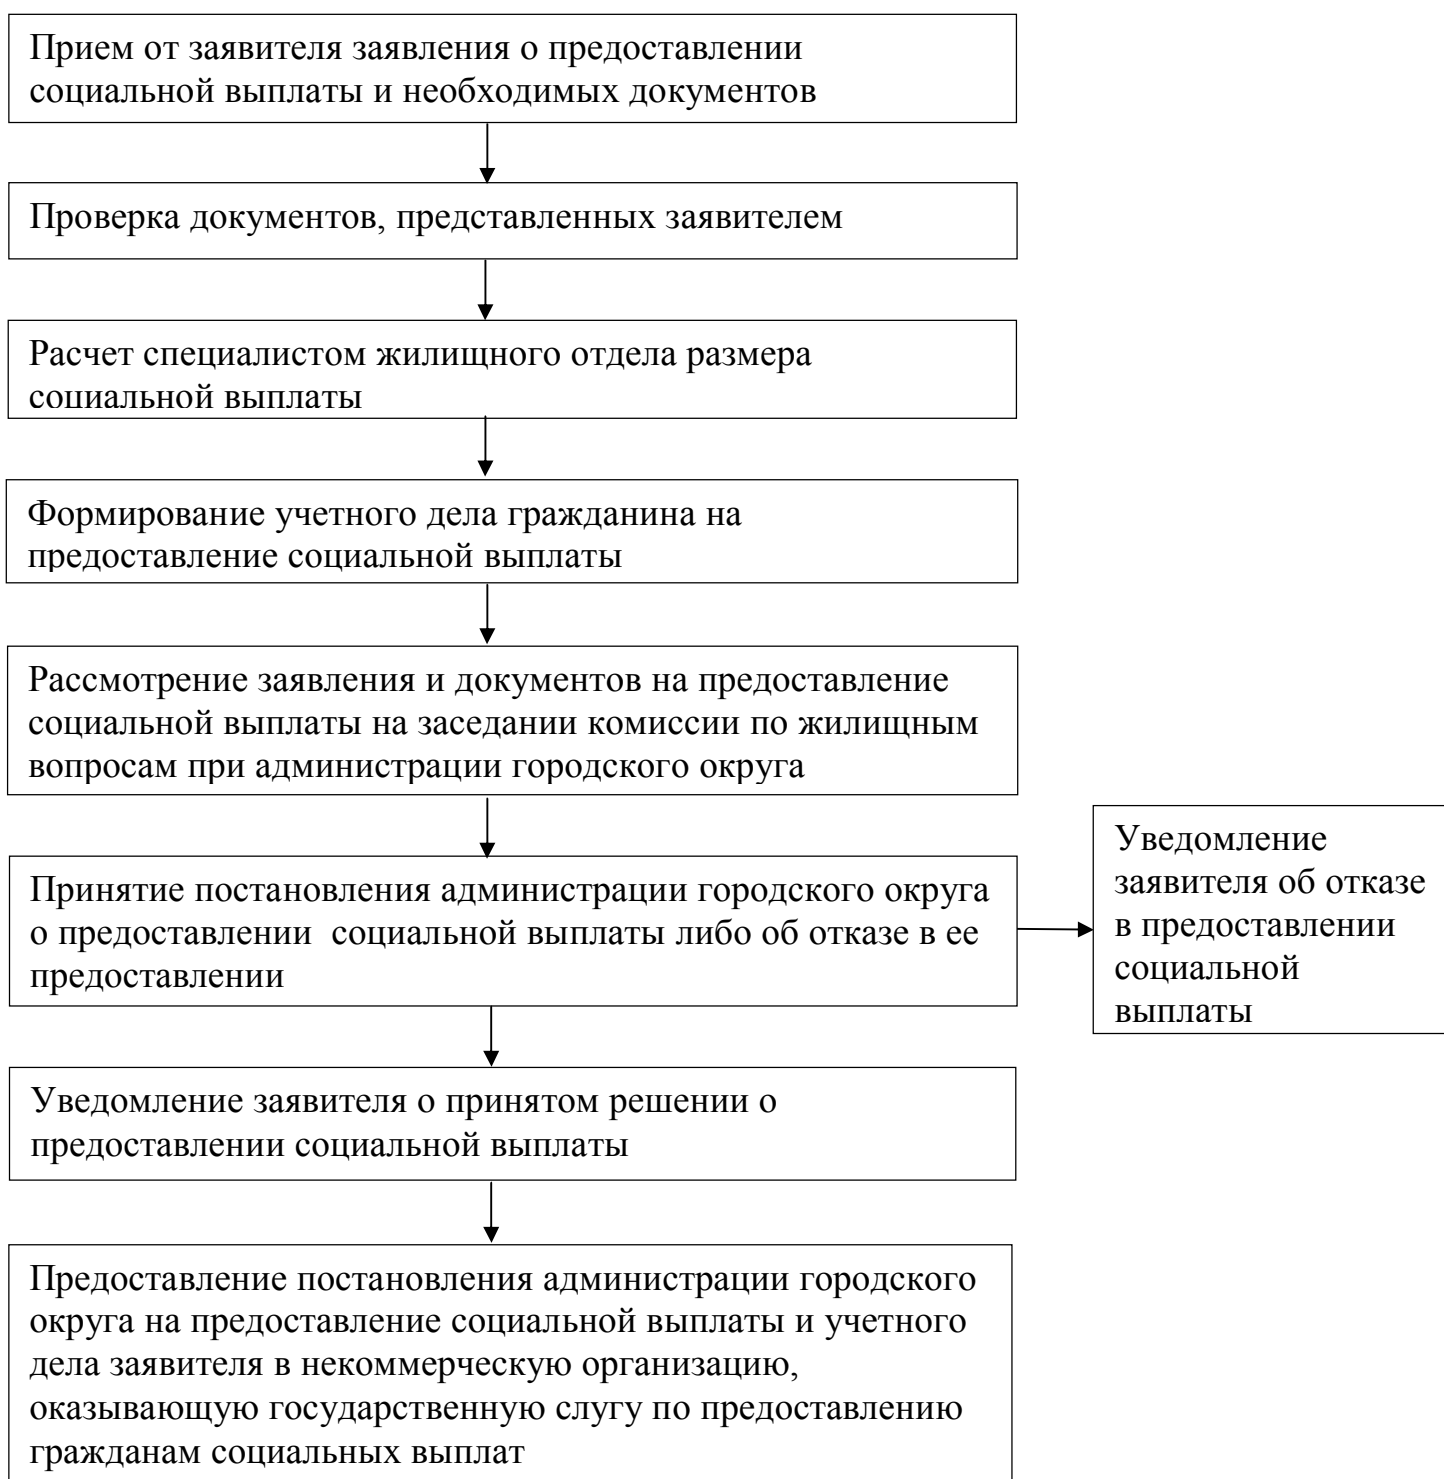 Прием от заявителя заявления о предоставлении
социальной выплаты и необходимых документов
Проверка документов, представленных заявителем
Расчет специалистом жилищного отдела размера
социальной выплаты
Формирование учетного дела гражданина на
предоставление социальной выплаты
Рассмотрение заявления и документов на предоставление
социальной выплаты на заседании комиссии по жилищным
вопросам при администрации городского округа
Принятие постановления администрации городского округа
о предоставлении социальной выплаты либо об отказе в ее
предоставлении
Уведомление
заявителя об отказе
в предоставлении
социальной
выплаты
Уведомление заявителя о принятом решении о
предоставлении социальной выплаты
Предоставление постановления администрации городского
округа на предоставление социальной выплаты и учетного
дела заявителя в некоммерческую организацию,
оказывающую государственную слугу по предоставлению
гражданам социальных выплат